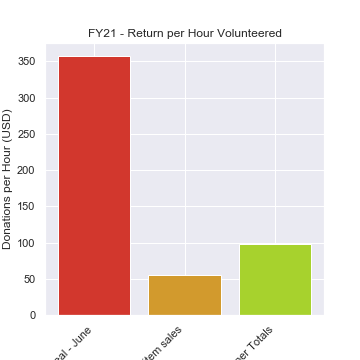 FY21 - Return per Hour Volunteered
Donations per Hour (USD)
350
300
250
200
150
100
50
0
- June
sales
Totals